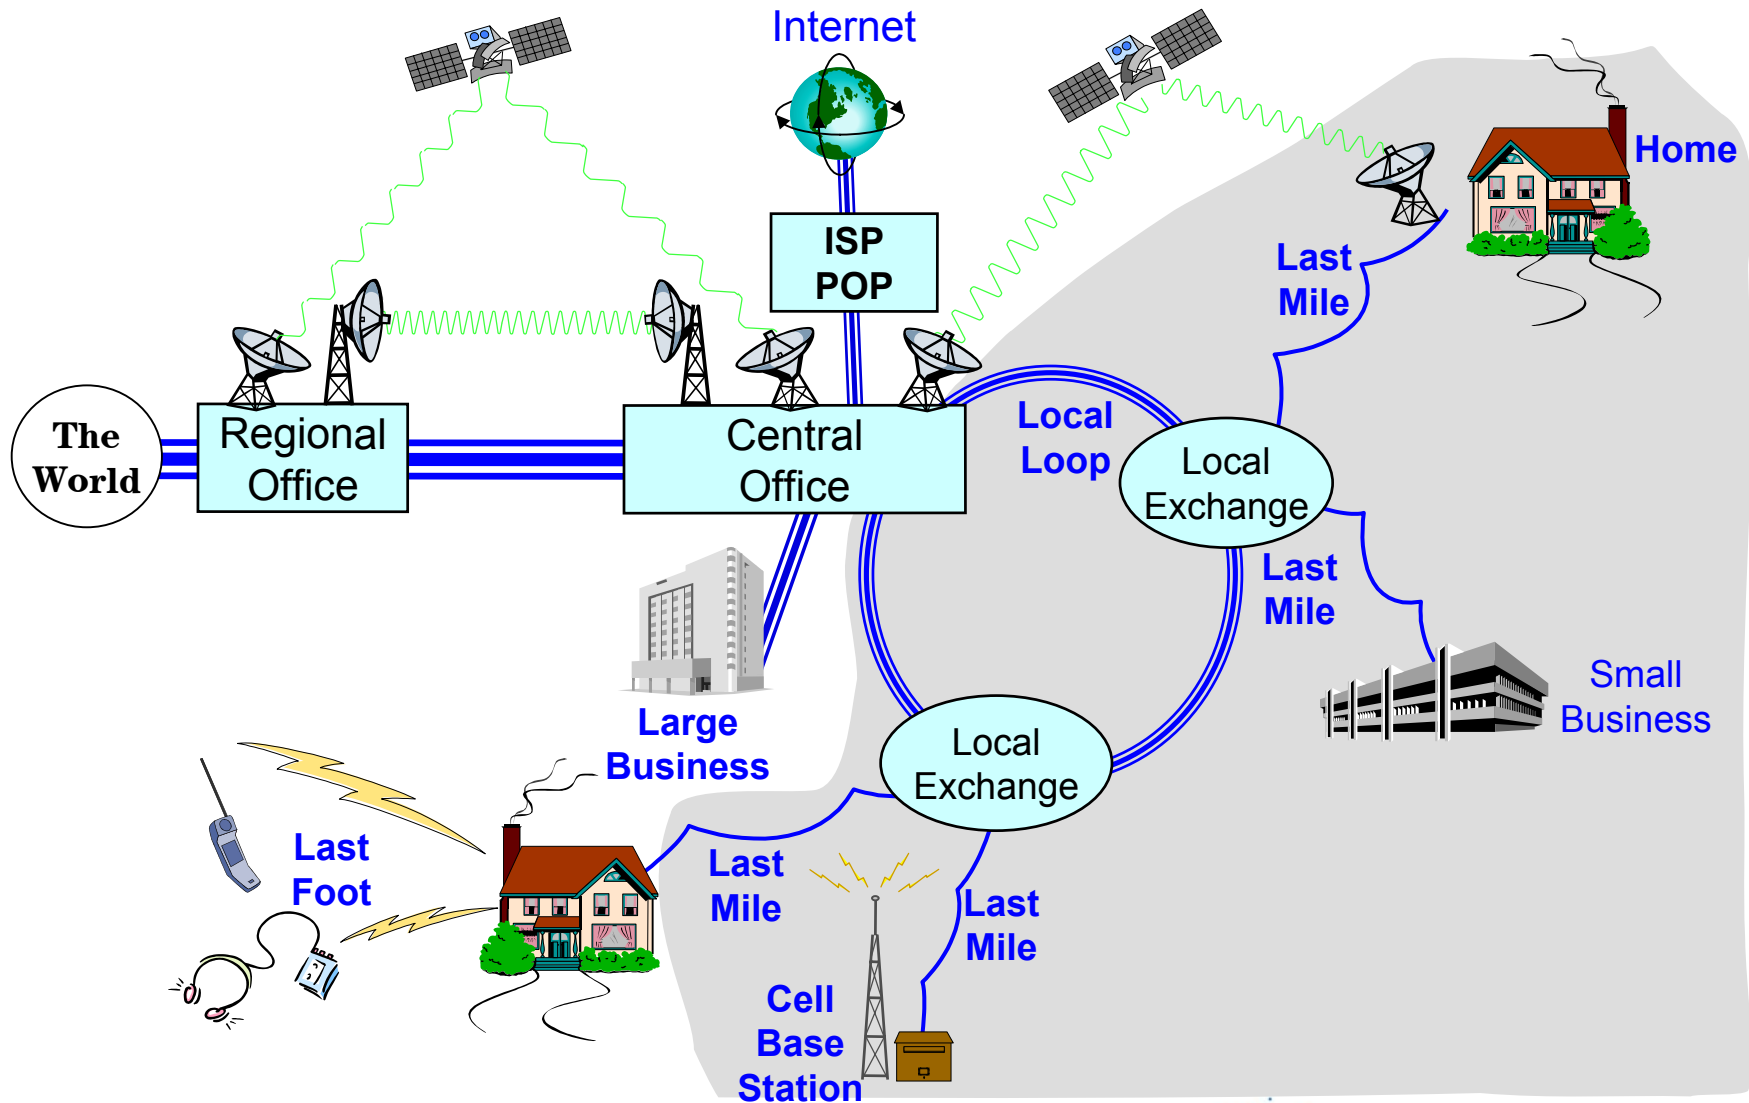 Internet
Home
ISP
POP
Last
Mile
The
World
Regional
Office
Central
Office
Local
Loop
Local
Exchange
Last
Mile
Small
Business
Large
Business
Local
Exchange
Last
Foot
Last
Mile
Last
Mile
Cell
Base
Station